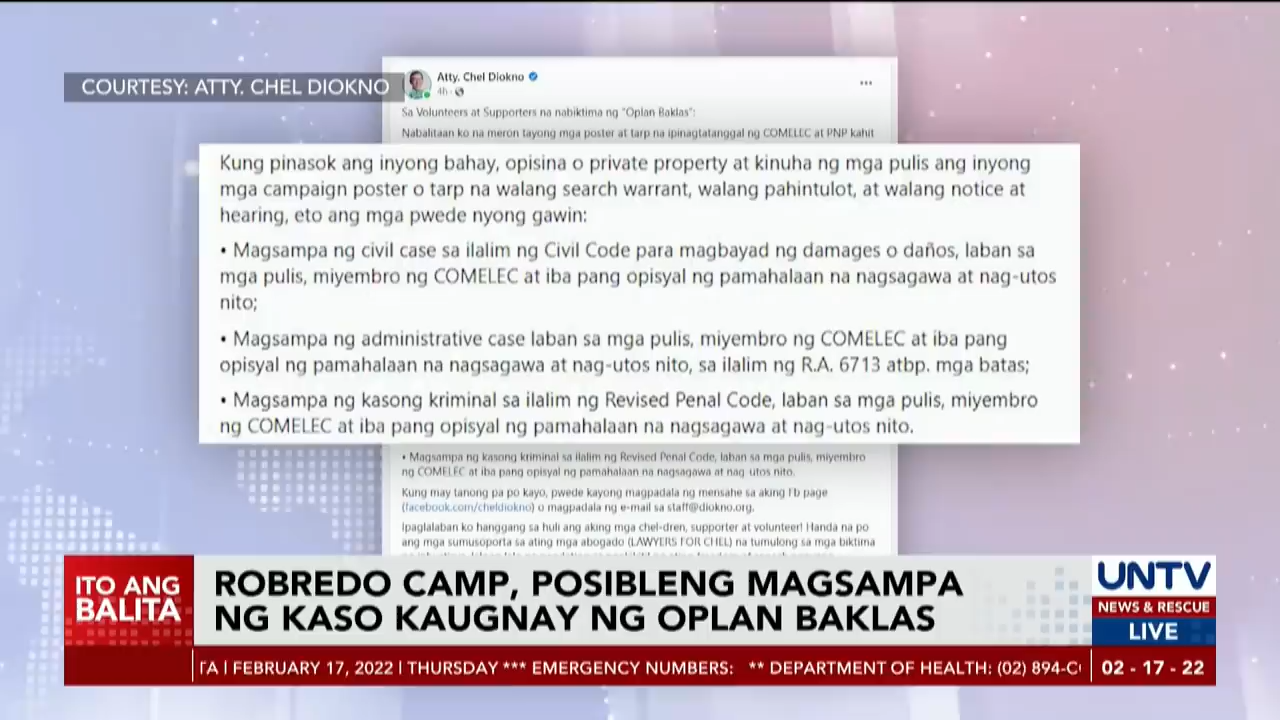 COURTESY: ATTY. CHEL DIOKNO
Atty. Chel Diokno
4h
Sa Volunteers at Supporters na nabiktima ng "Oplan Baklas":
Nabalitaan ko na meron tayong mga poster at tarp na ipinagtatanggal ng COMELEC at PNP kahit
Kung pinasok ang inyong bahay, opisina o private property at kinuha ng mga pulis ang inyong
mga campaign poster o tarp na walang search warrant, walang pahintulot, at walang notice at
hearing, eto ang mga pwede nyong gawin:
• Magsampa ng civil case sa ilalim ng Civil Code para magbayad ng damages o daños, laban sa
mga pulis, miyembro ng COMELEC at iba pang opisyal ng pamahalaan na nagsagawa at nag-utos
nito;
• Magsampa ng administrative case laban sa mga pulis, miyembro ng COMELEC at iba pang
opisyal ng pamahalaan na nagsagawa at nag-utos nito, sa ilalim ng R.A. 6713 atbp. mga batas;
• Magsampa ng kasong kriminal sa ilalim ng Revised Penal Code, laban sa mga pulis, miyembro
ng COMELEC at iba pang opisyal ng pamahalaan na nagsagawa at nag-utos nito.
• Magsampa ng kasong kriminal sa ilalim ng Revised Penal Code, laban sa mga pulis, miyembro
ng COMELEC at iba pang opisyal ng pamahalaan na nagsagawa at nag-utos nito.
Kung may tanong pa po kayo, pwede kayong magpadala ng mensahe sa aking Fb page
(facebook.com/cheldiokno) o magpadala ng e-mail sa staff@diokno.org.
Ipaglalaban ko hanggang sa huli ang aking mga chel-dren, supporter at volunteer! Handa na po
ang mga sumusuporta sa ating mga abogado (LAWYERS FOR CHEL) na tumulong sa mga biktima
ITO ANG
BALITA
ROBREDO CAMP, POSIBLENG MAGSAMPA
NG KASO KAUGNAY NG OPLAN BAKLAS
UNTV
NEWS & RESCUE
LIVE
TA | FEBRUARY 17, 2022 | THURSDAY *** EMERGENCY NUMBERS: ** DEPARTMENT OF HEALTH: (02) 894-C
02 - 17 - 22